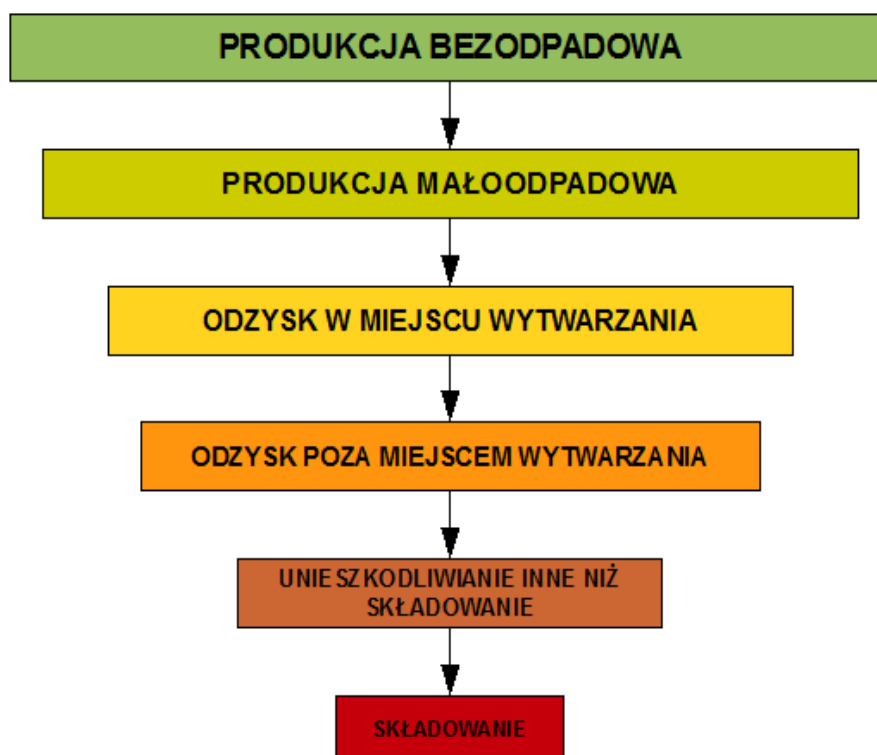 PRODUKCJA BEZODPADOWA
PRODUKCJA MAŁOODPADOWA
ODZYSK W MIEJSCU WYTWARZANIA
ODZYSK POZA MIEJSCEM WYTWARZANIA
UNIESZKODLIWIANIE INNE NIŻ
SKŁADOWANIE
SKŁADOWANIE